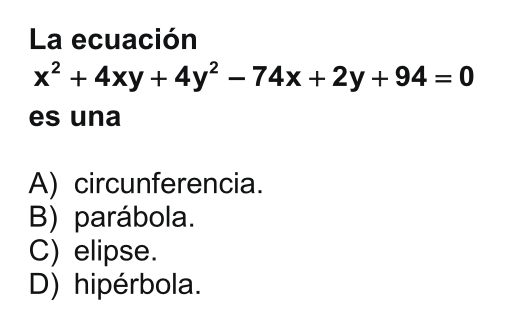 La ecuación
x² + 4xy + 4y² – 74x + 2y + 94 = 0
es una
A) circunferencia.
B) parábola.
C) elipse.
D) hipérbola.